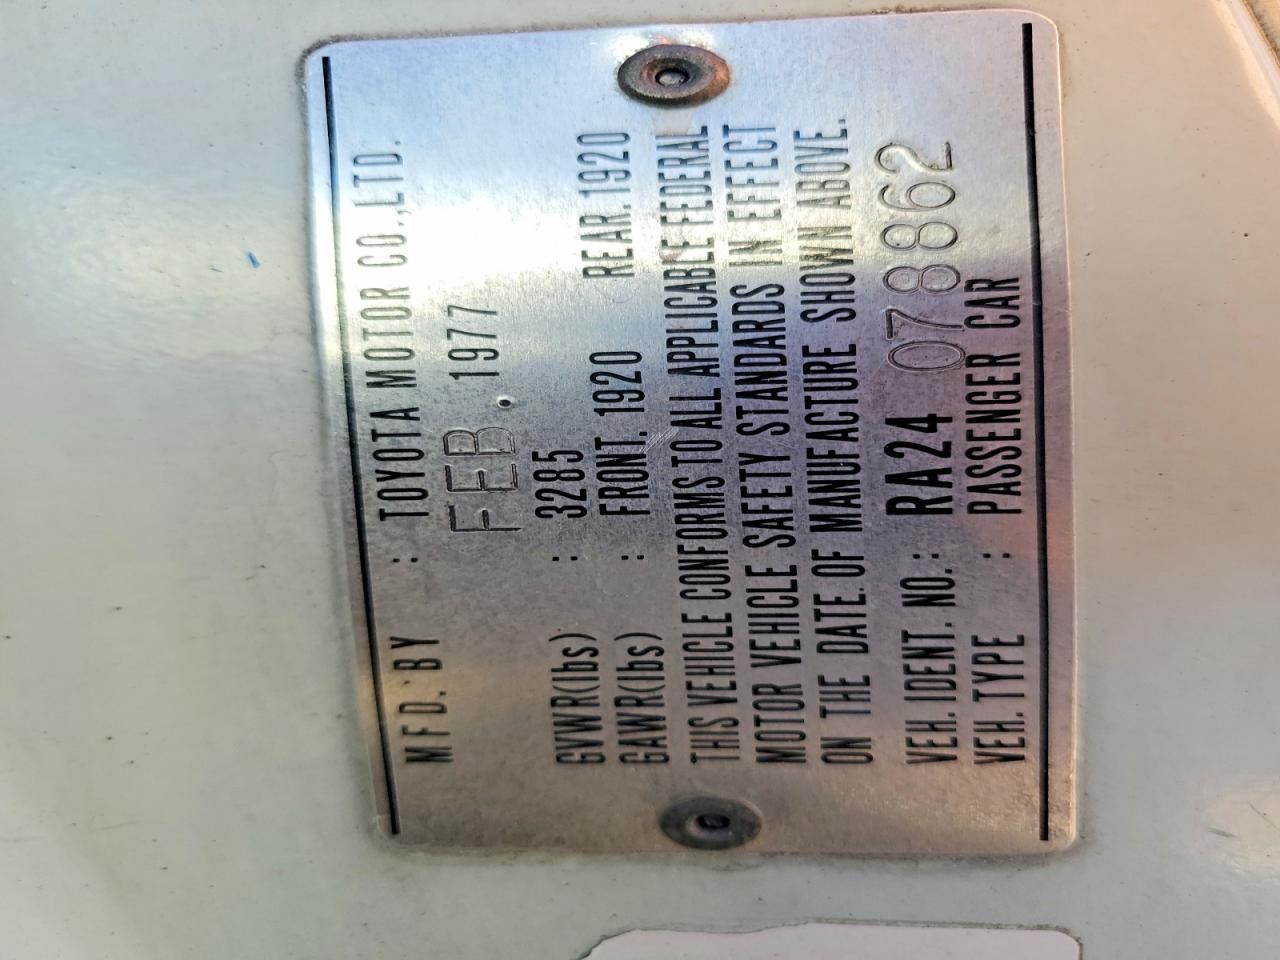 MFD. BY : TOYOTA MOTOR CO.,LTD.
FEB. 1977
GVWR(lbs) : 3285
GAWR(lbs) : FRONT. 1920 REAR. 1920
THIS VEHICLE CONFORMS TO ALL APPLICABLE FEDERAL
MOTOR VEHICLE SAFETY STANDARDS IN EFFECT
ON THE DATE. OF MANUFACTURE SHOWN ABOVE.
VEH. IDENT. NO. : RA24 078862
VEH. TYPE : PASSENGER CAR